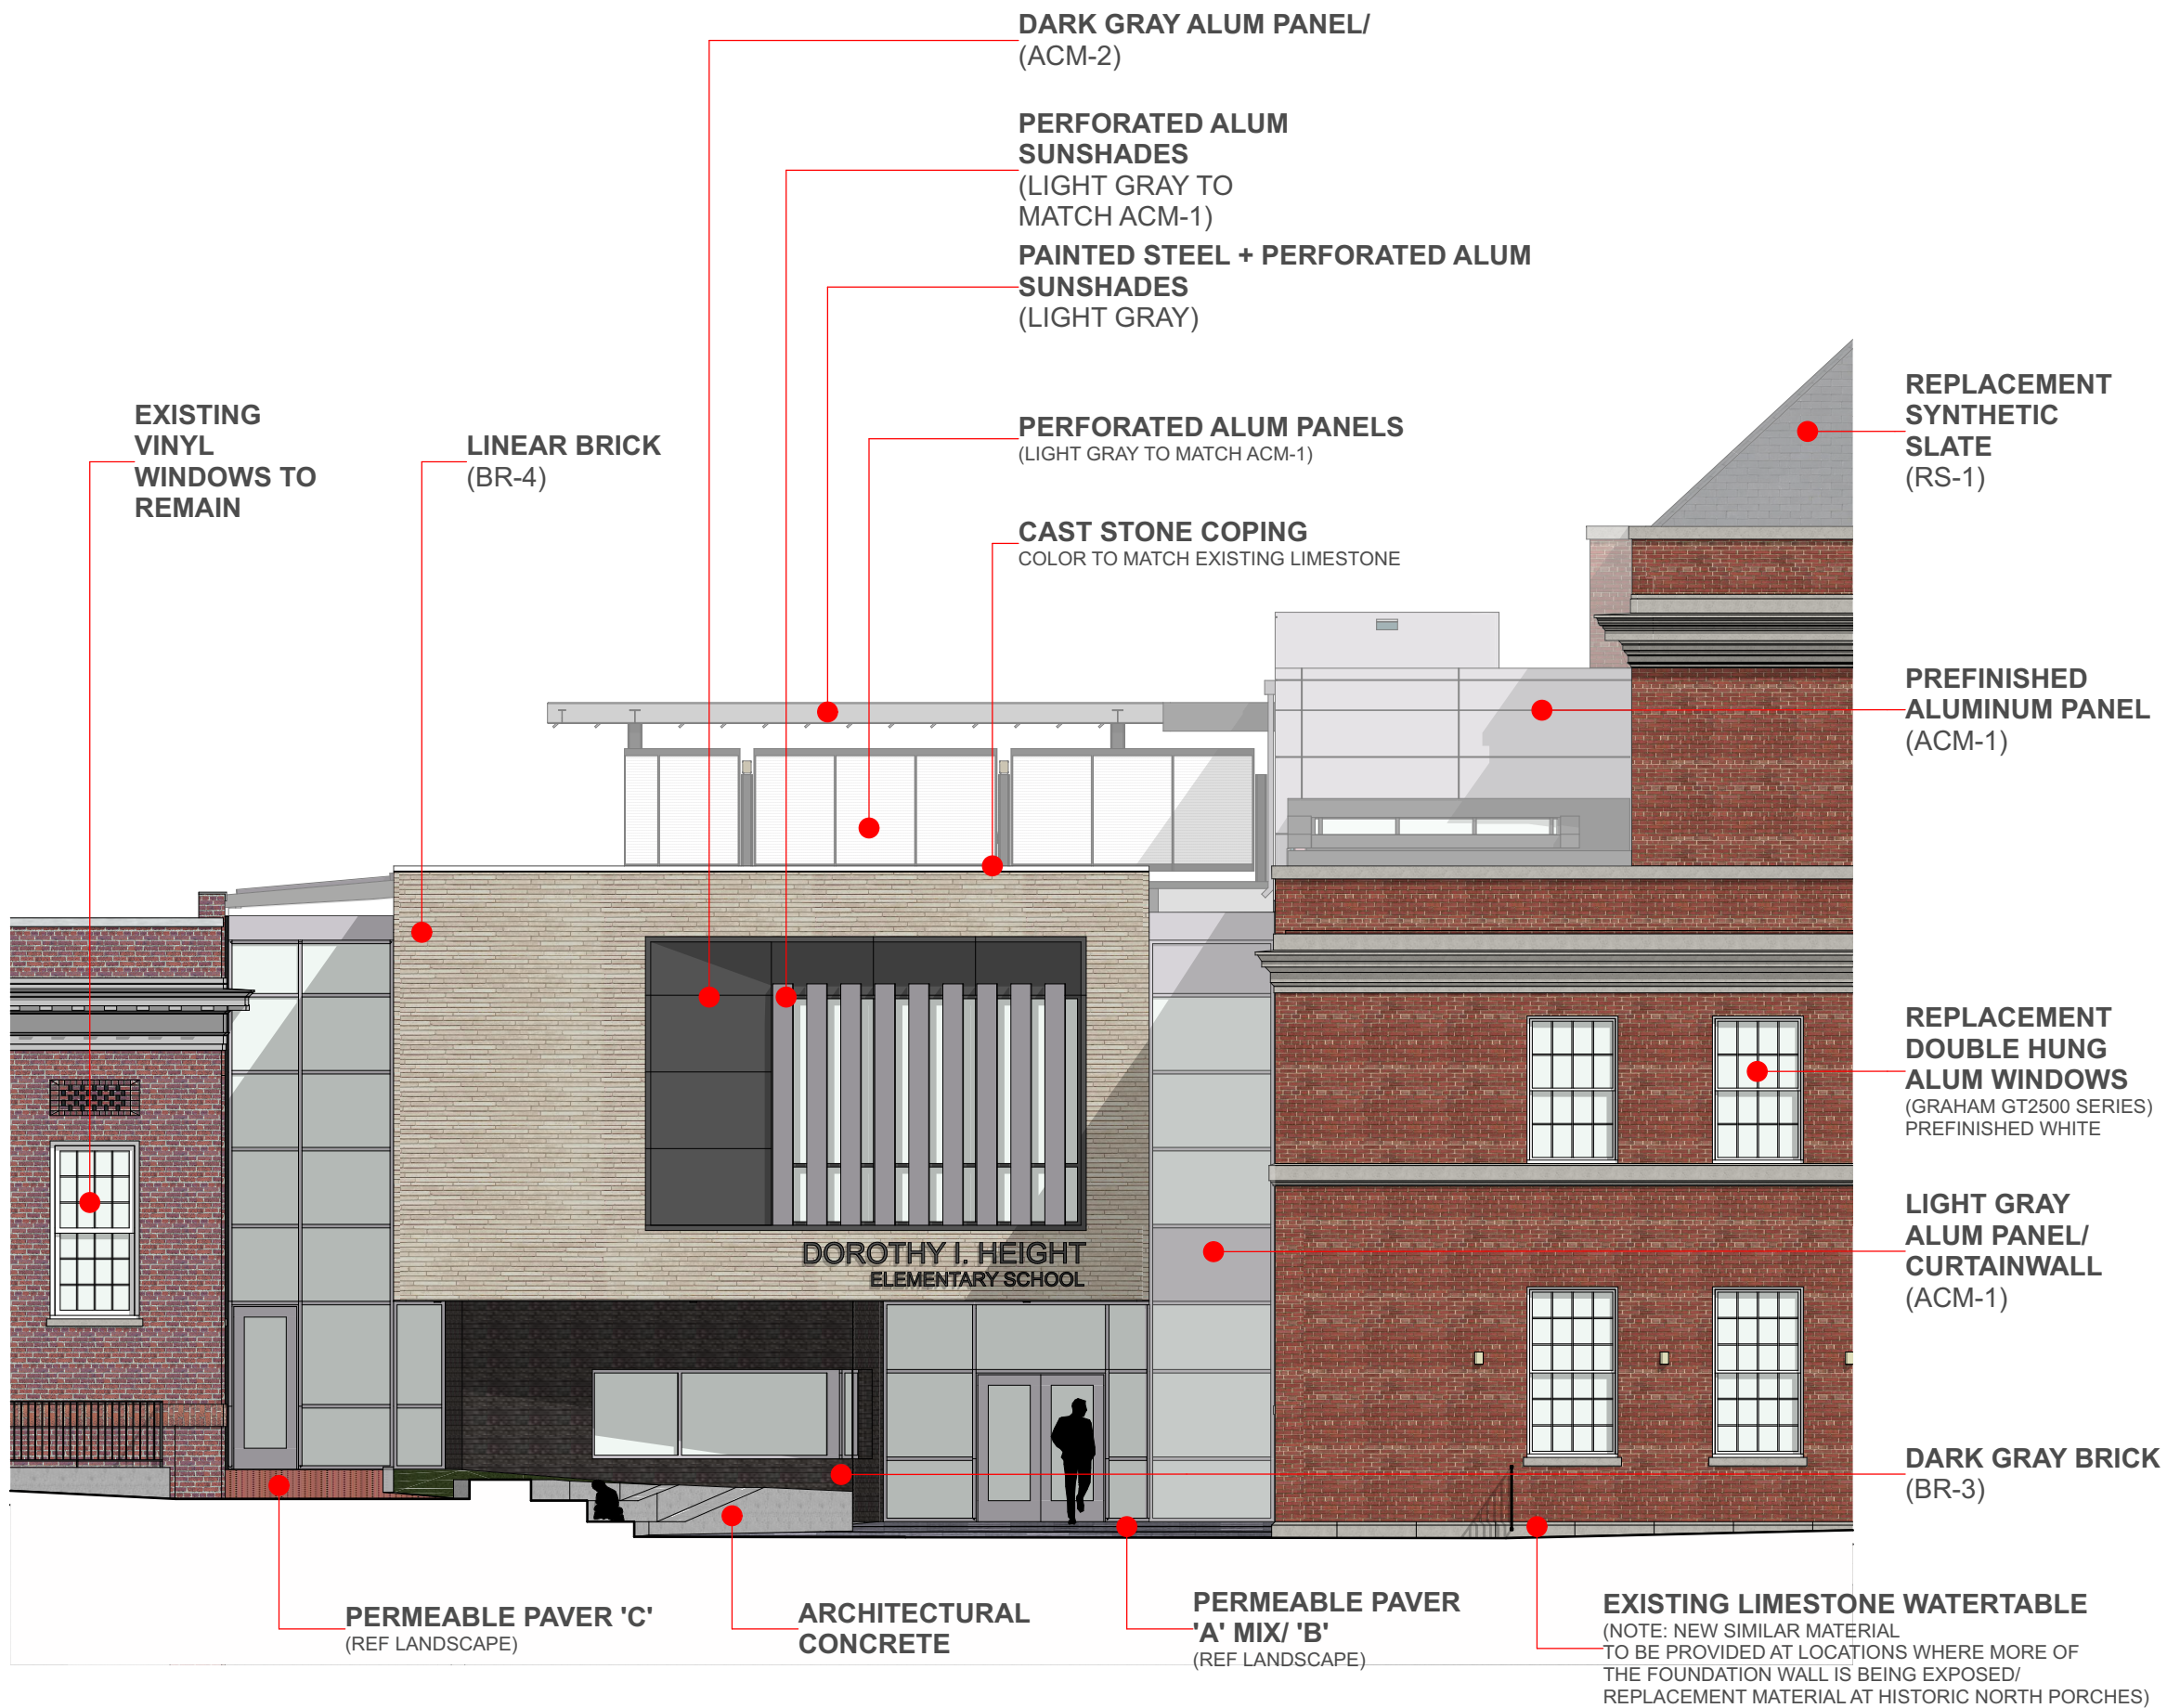 DARK GRAY ALUM PANEL/
(ACM-2)
PERFORATED ALUM
SUNSHADES
(LIGHT GRAY TO
MATCH ACM-1)
PAINTED STEEL + PERFORATED ALUM
SUNSHADES
(LIGHT GRAY)
EXISTING
VINYL
WINDOWS TO
REMAIN
LINEAR BRICK
(BR-4)
PERFORATED ALUM PANELS
(LIGHT GRAY TO MATCH ACM-1)
CAST STONE COPING
COLOR TO MATCH EXISTING LIMESTONE
REPLACEMENT
SYNTHETIC
SLATE
(RS-1)
PREFINISHED
ALUMINUM PANEL
(ACM-1)
REPLACEMENT
DOUBLE HUNG
ALUM WINDOWS
(GRAHAM GT2500 SERIES)
PREFINISHED WHITE
LIGHT GRAY
ALUM PANEL/
CURTAINWALL
(ACM-1)
DOROTHY I. HEIGHT
ELEMENTARY SCHOOL
DARK GRAY BRICK
(BR-3)
PERMEABLE PAVER 'C'
(REF LANDSCAPE)
ARCHITECTURAL
CONCRETE
PERMEABLE PAVER
'A' MIX/ 'B'
(REF LANDSCAPE)
EXISTING LIMESTONE WATERTABLE
(NOTE: NEW SIMILAR MATERIAL
TO BE PROVIDED AT LOCATIONS WHERE MORE OF
THE FOUNDATION WALL IS BEING EXPOSED/
REPLACEMENT MATERIAL AT HISTORIC NORTH PORCHES)